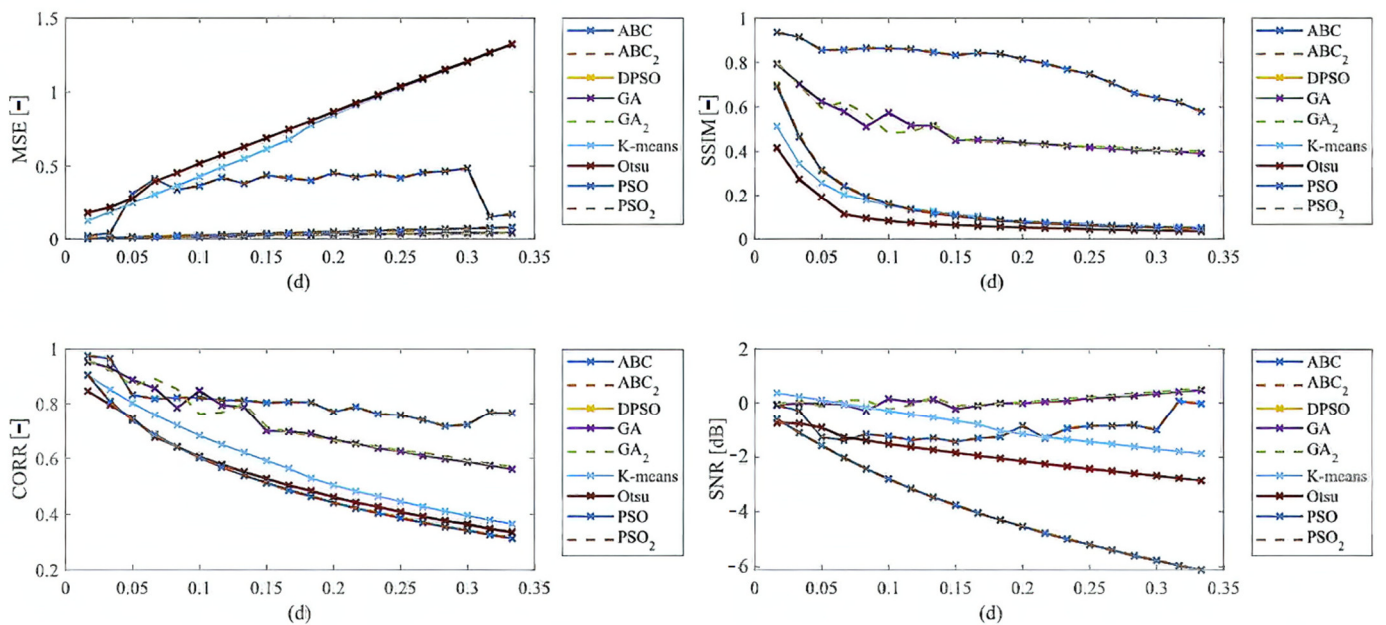 1.5
1
0.5
0
MSE [-]
0 0.05 0.1 0.15 0.2 0.25 0.3 0.35
(d)
ABC
ABC2
DPSO
GA
GA2
K-means
Otsu
PSO
PSO2
1
0.8
0.6
0.4
0.2
0
SSIM [-]
0 0.05 0.1 0.15 0.2 0.25 0.3 0.35
(d)
ABC
ABC2
DPSO
GA
GA2
K-means
Otsu
PSO
PSO2
1
0.8
0.6
0.4
0.2
CORR [-]
0 0.05 0.1 0.15 0.2 0.25 0.3 0.35
(d)
ABC
ABC2
DPSO
GA
GA2
K-means
Otsu
PSO
PSO2
2
0
-2
-4
-6
SNR [dB]
0 0.05 0.1 0.15 0.2 0.25 0.3 0.35
(d)
ABC
ABC2
DPSO
GA
GA2
K-means
Otsu
PSO
PSO2